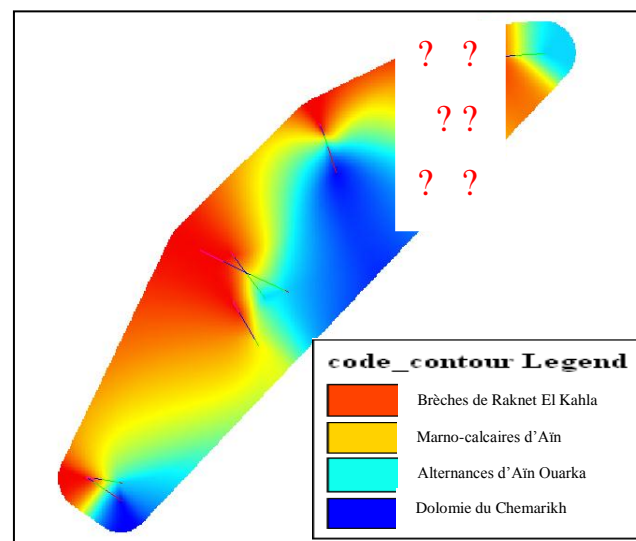 ? ?
? ?
? ?
code_contour Legend
Brèches de Raknet El Kahla
Marno-calcaires d'Aïn
Alternances d'Aïn Ouarka
Dolomie du Chemarikh